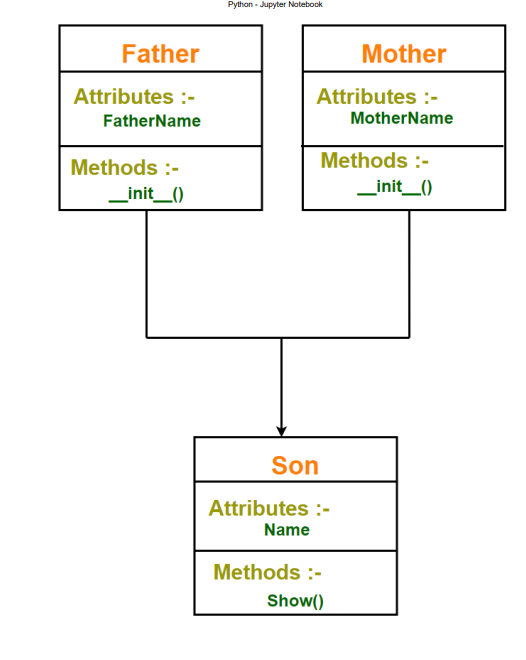 Python - Jupyter Notebook
Father
Attributes :-
FatherName
Methods :-
__init__()
Mother
Attributes :-
MotherName
Methods :-
__init__()
Son
Attributes :-
Name
Methods :-
Show()